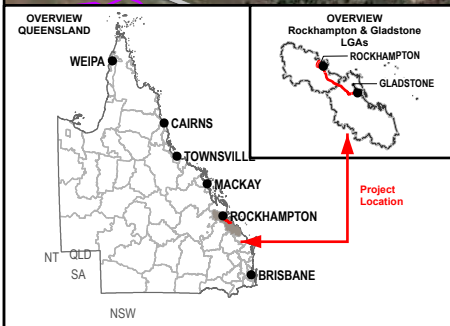 OVERVIEW
QUEENSLAND
WEIPA
CAIRNS
TOWNSVILLE
MACKAY
ROCKHAMPTON
BRISBANE
NT
QLD
SA
NSW
OVERVIEW
Rockhampton & Gladstone
LGAs
ROCKHAMPTON
GLADSTONE
Project
Location